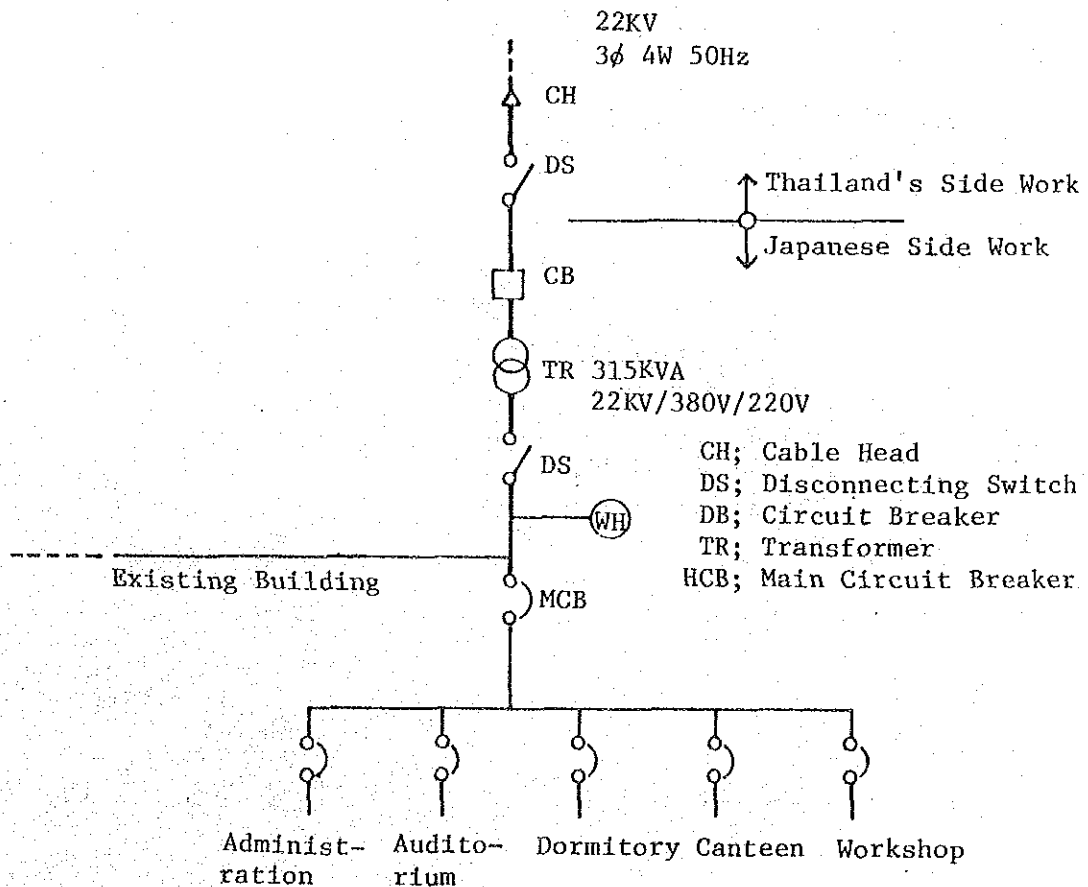 22KV
3ϕ 4W 50Hz
CH
DS
Thailand's Side Work
Japanese Side Work
CB
TR 315KVA
22KV/380V/220V
DS
CH; Cable Head
DS; Disconnecting Switch
DB; Circuit Breaker
TR; Transformer
HCB; Main Circuit Breaker
WH
Existing Building
MCB
Administ-
ration
Audito-
rium
Dormitory
Canteen
Workshop